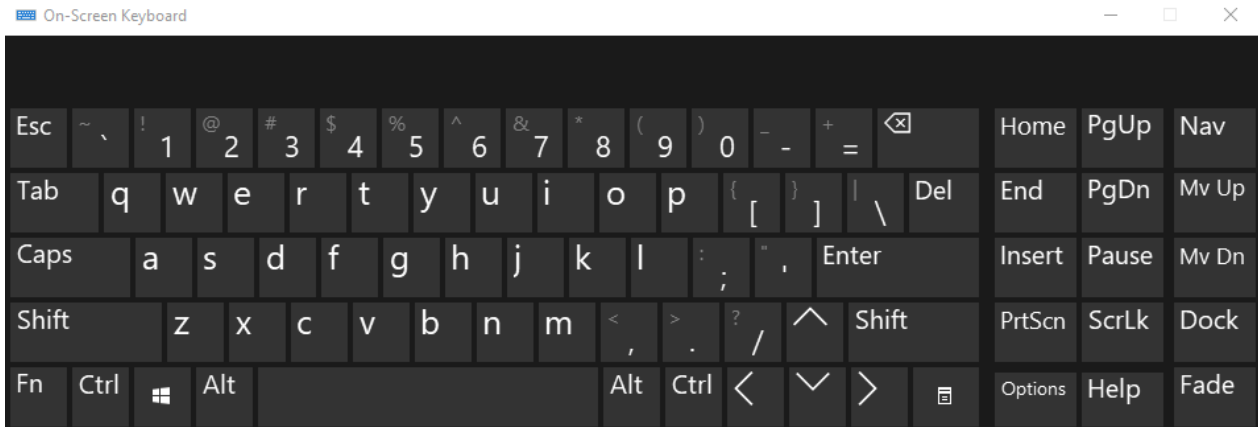 On-Screen Keyboard
Esc ~ ` ! 1 @ 2 # 3 $ 4 % 5 ^ 6 & 7 * 8 ( 9 ) 0 _ - + = Home PgUp Nav
Tab q w e r t y u i o p { [ } ] | \ Del End PgDn Mv Up
Caps a s d f g h j k l : ; " ' Enter Insert Pause Mv Dn
Shift z x c v b n m < , > . ? / Shift PrtScn ScrLk Dock
Fn Ctrl Alt Alt Ctrl Options Help Fade